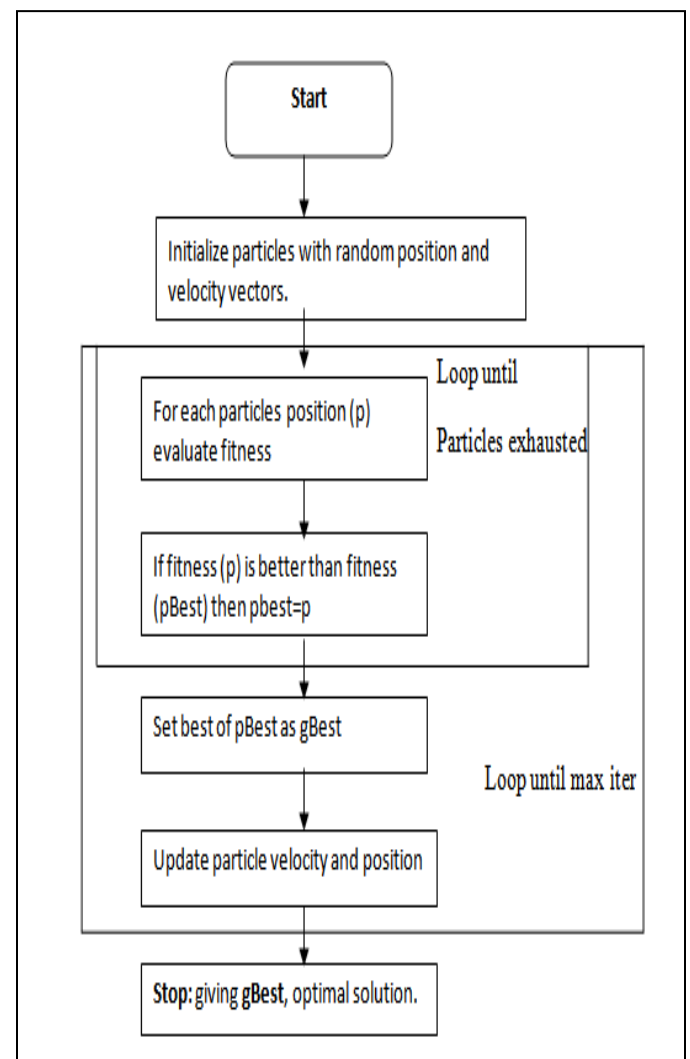 Start
Initialize particles with random position and
velocity vectors.
Loop until
For each particles position (p)
evaluate fitness
Particles exhausted
If fitness (p) is better than fitness
(pBest) then pbest=p
Set best of pBest as gBest
Loop until max iter
Update particle velocity and position
Stop: giving gBest, optimal solution.